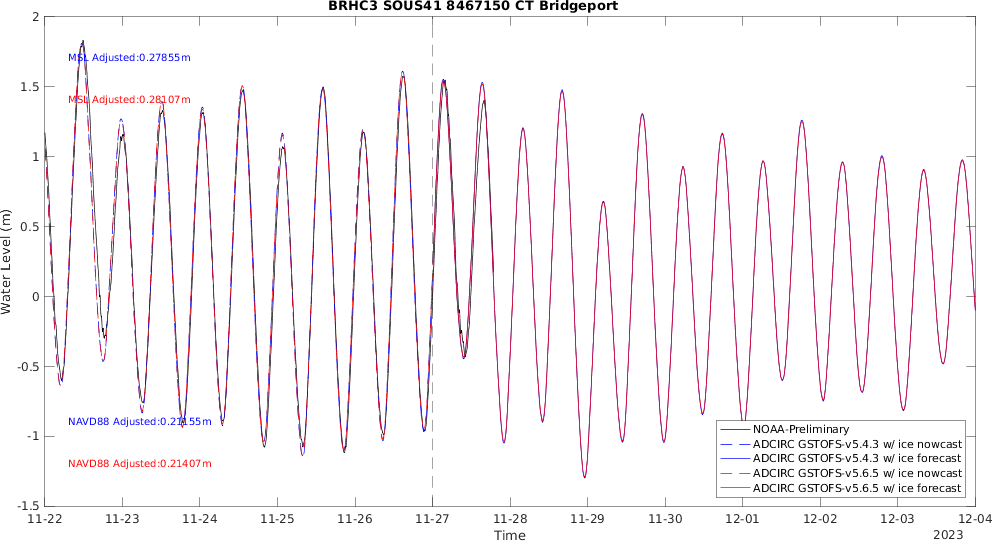 BRHC3 SOUS41 8467150 CT Bridgeport
Water Level (m)
2
1.5
1
0.5
0
-0.5
-1
-1.5
MSL Adjusted:0.27855m
MSL Adjusted:0.28107m
NAVD88 Adjusted:0.21155m
NAVD88 Adjusted:0.21407m
NOAA-Preliminary
ADCIRC GSTOFS-v5.4.3 w/ ice nowcast
ADCIRC GSTOFS-v5.4.3 w/ ice forecast
ADCIRC GSTOFS-v5.6.5 w/ ice nowcast
ADCIRC GSTOFS-v5.6.5 w/ ice forecast
11-22 11-23 11-24 11-25 11-26 11-27 11-28 11-29 11-30 12-01 12-02 12-03 12-04
Time
2023